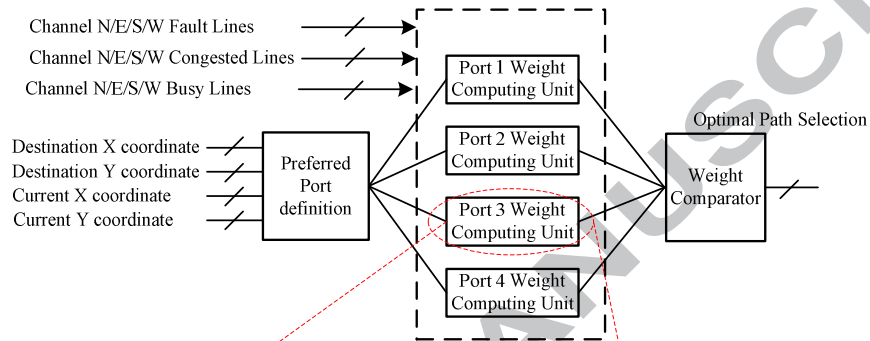 Channel N/E/S/W Fault Lines
Channel N/E/S/W Congested Lines
Channel N/E/S/W Busy Lines
Destination X coordinate
Destination Y coordinate
Current X coordinate
Current Y coordinate
Preferred
Port
definition
Port 1 Weight
Computing Unit
Port 2 Weight
Computing Unit
Port 3 Weight
Computing Unit
Port 4 Weight
Computing Unit
Optimal Path Selection
Weight
Comparator